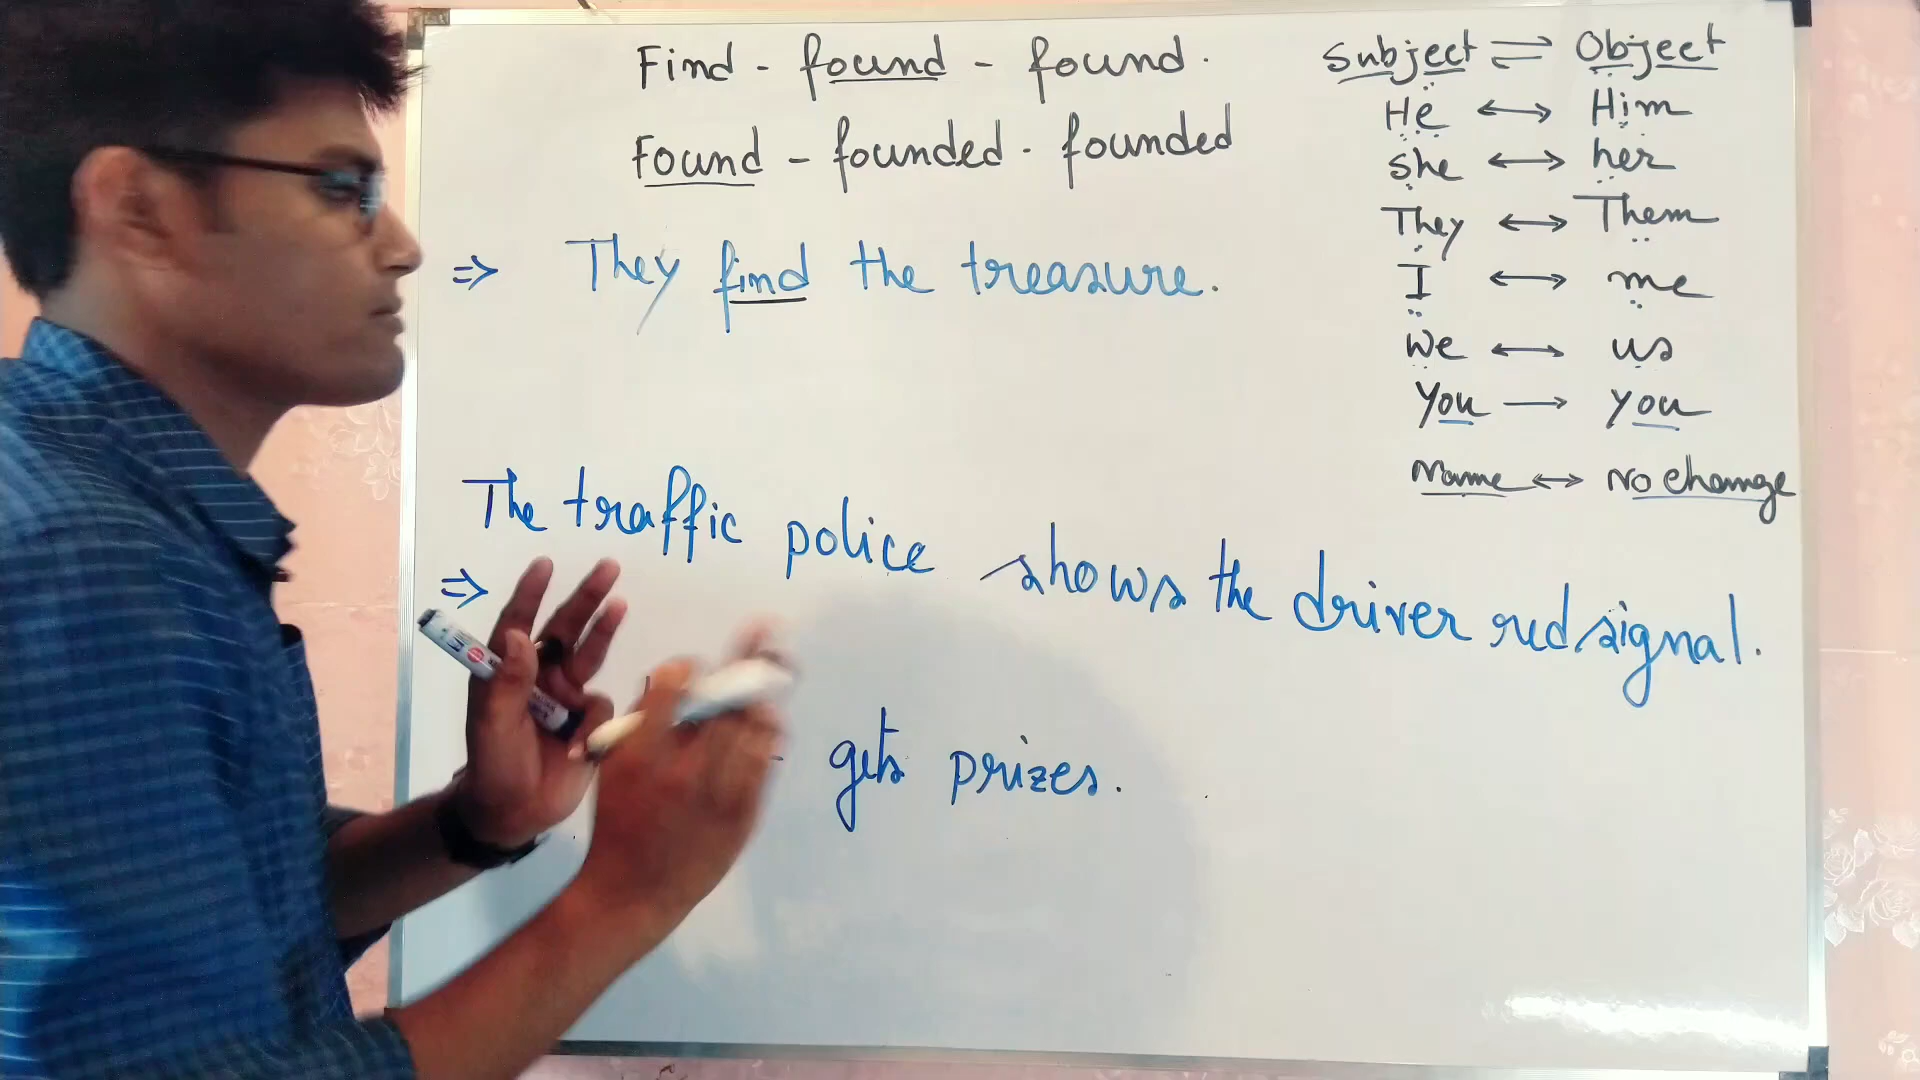 Find - found - found.
Found - founded - founded
⇒ They find the treasure.
The traffic police shows the driver red signal.
⇒
gets prizes.
Subject ⇌ Object
He ↔ Him
she ↔ her
They ↔ Them
I ↔ me
We ↔ us
You → you
Name ↔ No change